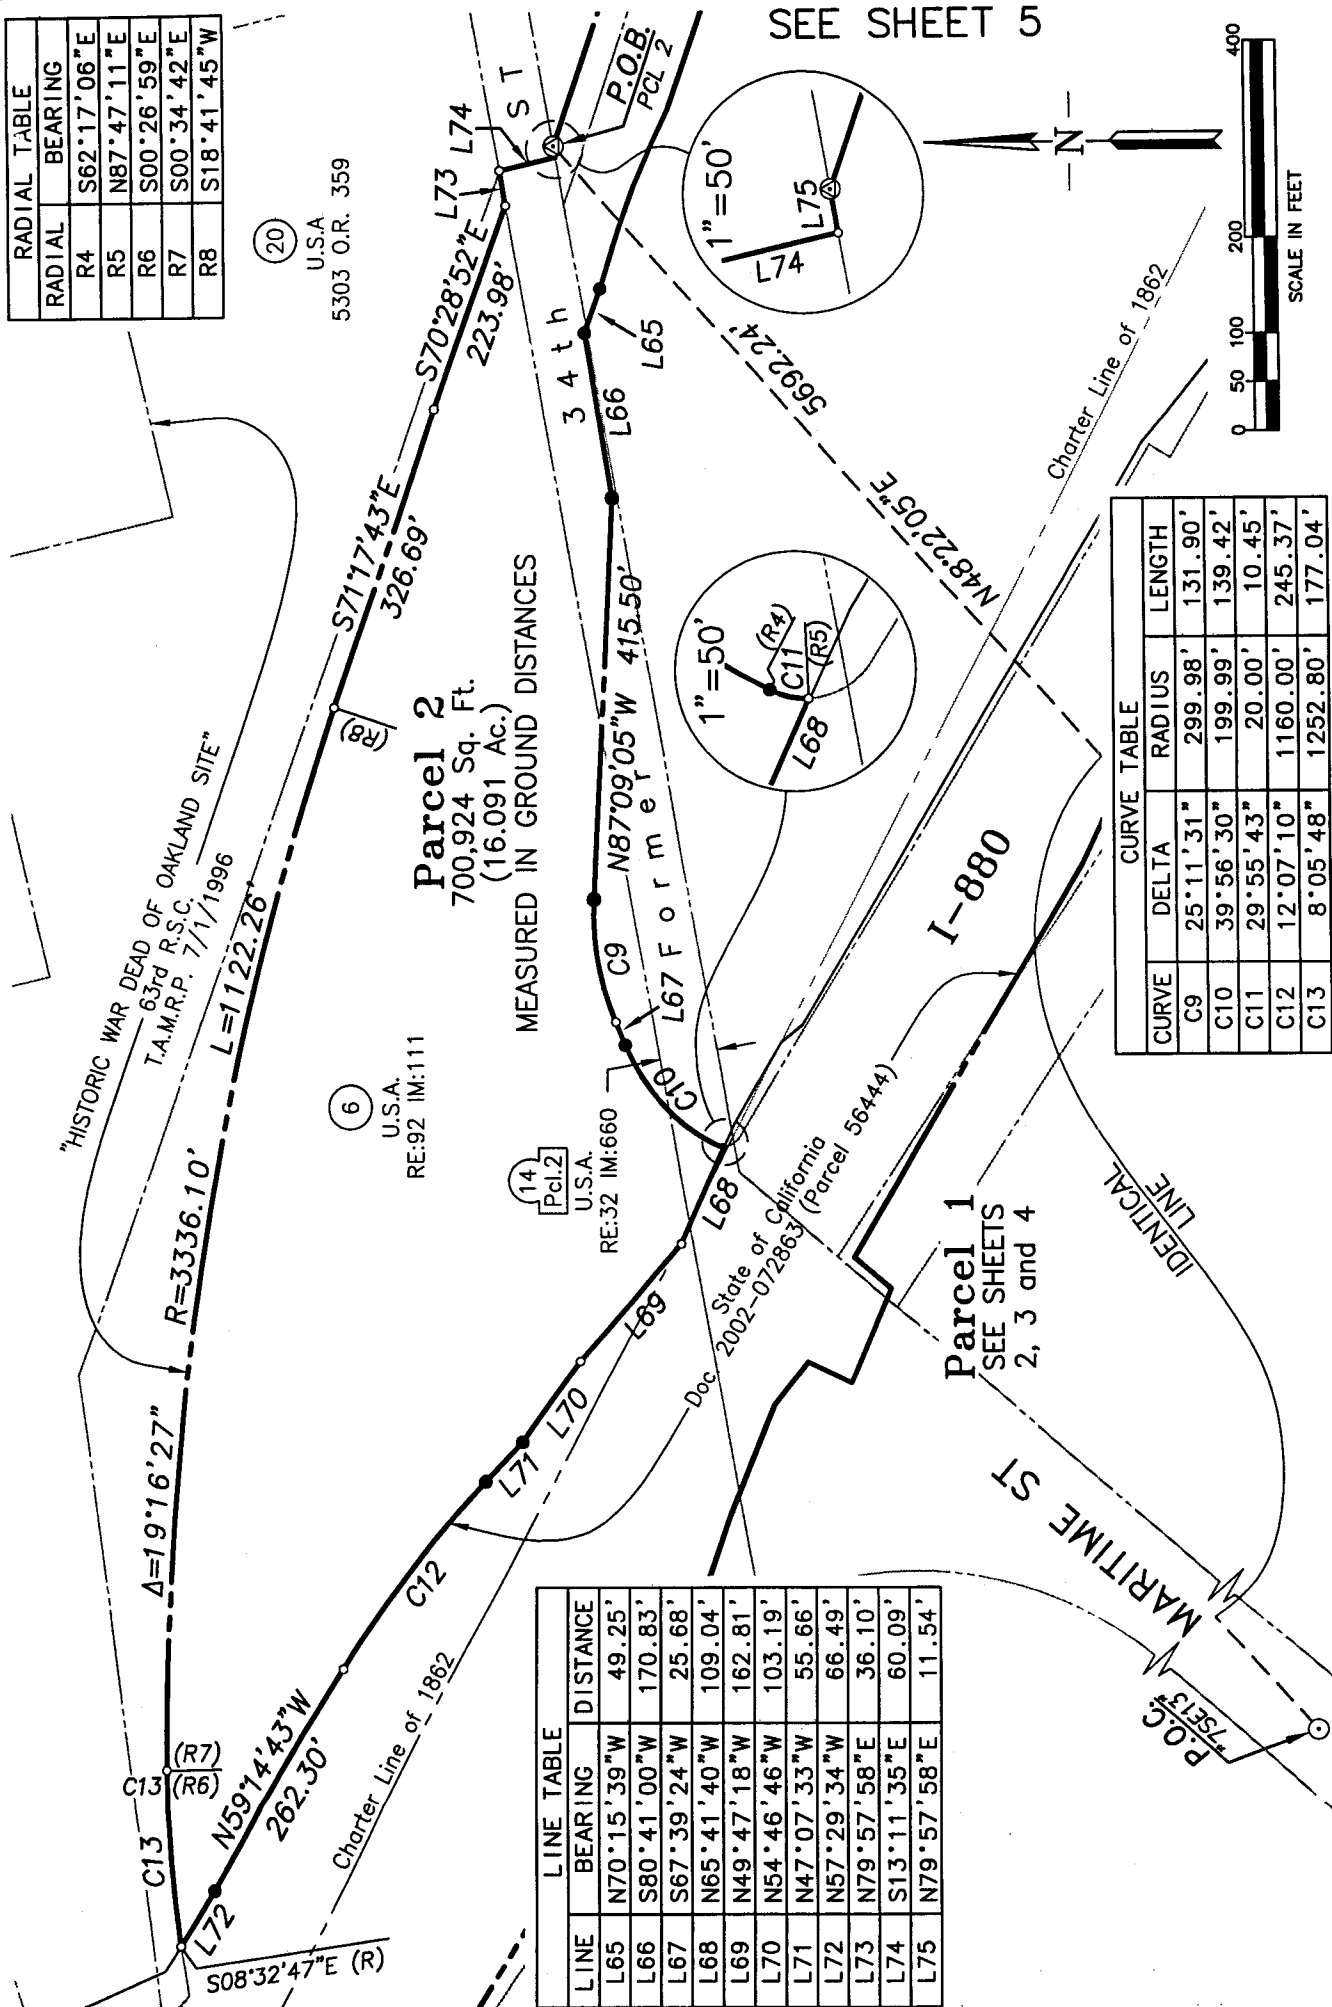 SEE SHEET 5
RADIAL TABLE
RADIAL BEARING
R4 S62°17'06"E
R5 N87°47'11"E
R6 S00°26'59"E
R7 S00°34'42"E
R8 S18°41'45"W
20
U.S.A
5303 O.R. 359
"HISTORIC WAR DEAD OF OAKLAND SITE"
63rd R.S.C.
T.A.M.R.P. 7/1/1996
Δ=19°16'27"
R=3336.10'
L=1122.26'
(R8)
S71°17'43"E
326.69'
S70°28'52"E
223.98'
L73
L74
ST
P.O.B.
PCL 2
34th
L65
L66
Parcel 2
700,924 Sq. Ft.
(16.091 Ac.)
MEASURED IN GROUND DISTANCES
N87°09'05"W 415.50'
Former
C9
L67
C10
6
U.S.A.
RE:92 IM:111
14
Pcl.2
U.S.A.
RE:32 IM:660
L68
L69
L70
L71
C12
N59°14'43"W
262.30'
L72
C13
C13
(R7)
(R6)
S08°32'47"E (R)
Charter Line of 1862
State of California
Doc. 2002-072863 (Parcel 56444)
1"=50'
(R4)
C11
(R5)
L68
1"=50'
L75
L74
5692.24'
N48°22'05"E
Charter Line of 1862
I-880
Parcel 1
SEE SHEETS
2, 3 and 4
IDENTICAL
LINE
MARITIME ST
P.O.C.
"7SE13"
N
0 50 100 200 400
SCALE IN FEET
LINE TABLE
LINE BEARING DISTANCE
L65 N70°15'39"W 49.25'
L66 S80°41'00"W 170.83'
L67 S67°39'24"W 25.68'
L68 N65°41'40"W 109.04'
L69 N49°47'18"W 162.81'
L70 N54°46'46"W 103.19'
L71 N47°07'33"W 55.66'
L72 N57°29'34"W 66.49'
L73 N79°57'58"E 36.10'
L74 S13°11'35"E 60.09'
L75 N79°57'58"E 11.54'
CURVE TABLE
CURVE DELTA RADIUS LENGTH
C9 25°11'31" 299.98' 131.90'
C10 39°56'30" 199.99' 139.42'
C11 29°55'43" 20.00' 10.45'
C12 12°07'10" 1160.00' 245.37'
C13 8°05'48" 1252.80' 177.04'